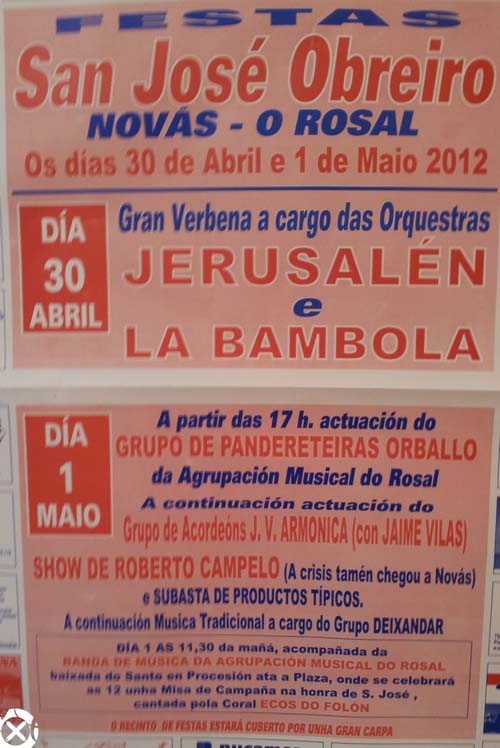 FESTAS
San José Obreiro
NOVÁS - O ROSAL
Os días 30 de Abril e 1 de Maio 2012
DÍA
30
ABRIL
Gran Verbena a cargo das Orquestras
JERUSALÉN
e
LA BAMBOLA
DÍA
1
MAIO
A partir das 17 h. actuación do
GRUPO DE PANDERETEIRAS ORBALLO
da Agrupación Musical do Rosal
A continuación actuación do
Grupo de Acordeóns J. V. ARMONICA (con JAIME VILAS)
SHOW DE ROBERTO CAMPELO (A crisis tamén chegou a Novás)
e SUBASTA DE PRODUCTOS TÍPICOS.
A continuación Musica Tradicional a cargo do Grupo DEIXANDAR
DÍA 1 AS 11,30 da mañá, acompañada da
BANDA DE MÚSICA DA AGRUPACIÓN MUSICAL DO ROSAL
baixada do Santo en Procesión ata a Plaza, onde se celebrará
as 12 unha Misa de Campaña na honra de S. José ,
cantada pola Coral ECOS DO FOLÓN
O RECINTO DE FESTAS ESTARÁ CUBERTO POR UNHA GRAN CARPA